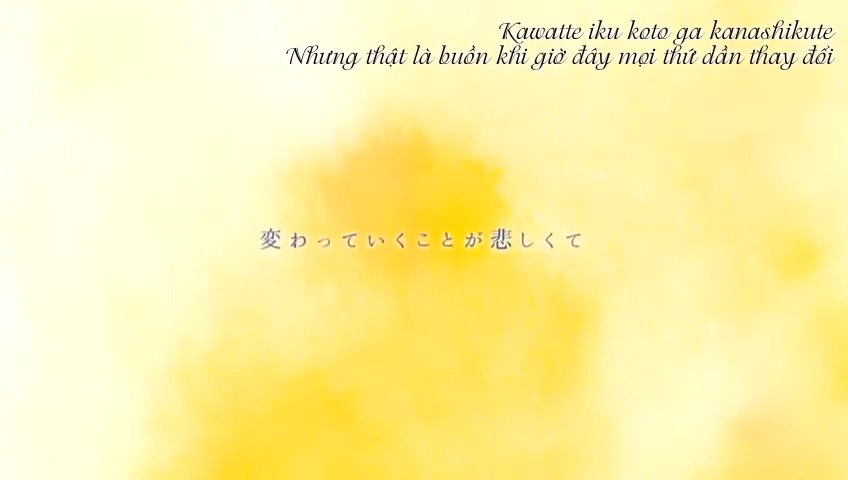 Kawatte iku koto ga kanashikute
Nhưng thật là buồn khi giờ đây mọi thứ dần thay đổi
変わっていくことが悲しくて